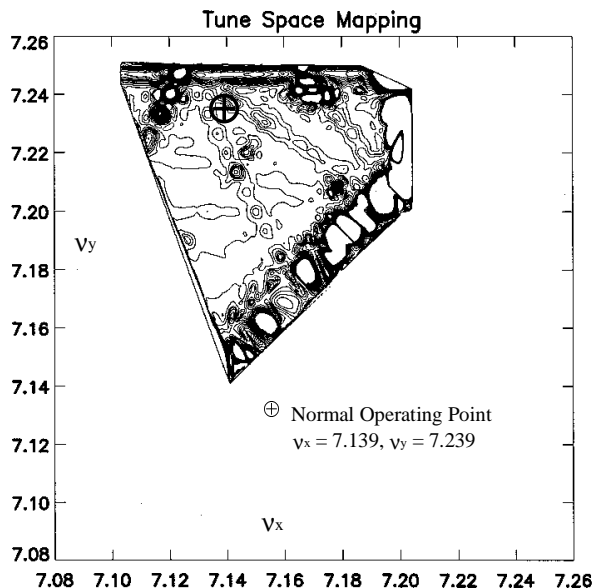 Tune Space Mapping
7.26
7.24
7.22
7.20
νy
7.18
7.16
7.14
⊕ Normal Operating Point
νx = 7.139, νy = 7.239
7.12
7.10
νx
7.08
7.08 7.10 7.12 7.14 7.16 7.18 7.20 7.22 7.24 7.26